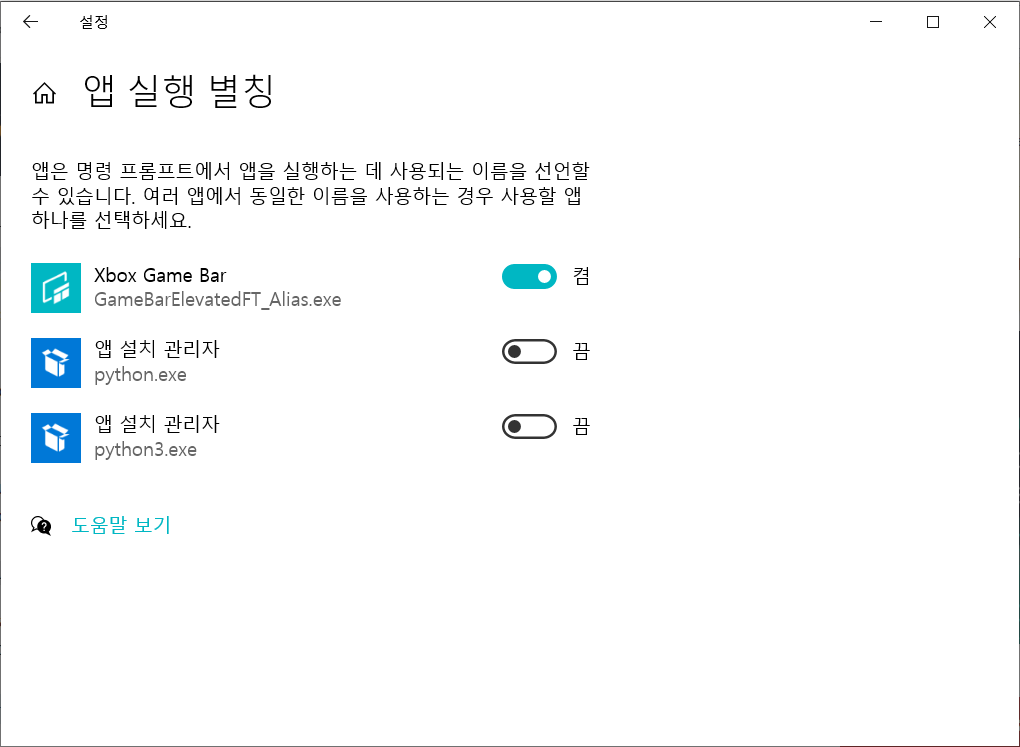 설정
앱 실행 별칭
앱은 명령 프롬프트에서 앱을 실행하는 데 사용되는 이름을 선언할
수 있습니다. 여러 앱에서 동일한 이름을 사용하는 경우 사용할 앱
하나를 선택하세요.
Xbox Game Bar
켬
GameBarElevatedFT_Alias.exe
앱 설치 관리자
끔
python.exe
앱 설치 관리자
끔
python3.exe
도움말 보기